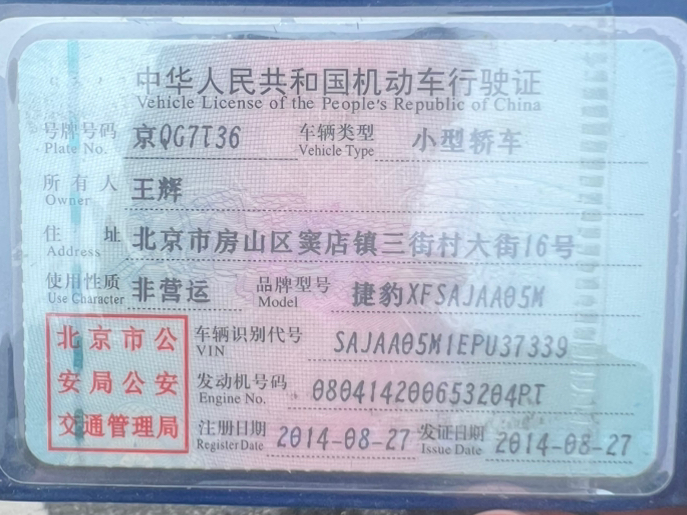 中华人民共和国机动车行驶证
Vehicle License of the People's Republic of China
号牌号码 京QG7T36 车辆类型 小型轿车
Plate No. Vehicle Type
所有人 王辉
Owner
住址 北京市房山区窦店镇三街村大街16号
Address
使用性质 非营运 品牌型号 捷豹XFSAJAA05M
Use Character Model
北京市公
安局公安
交通管理局
车辆识别代号 SAJAA05M1EPU37339
VIN
发动机号码 080414200653204PT
Engine No.
注册日期 2014-08-27 发证日期 2014-08-27
Register Date Issue Date